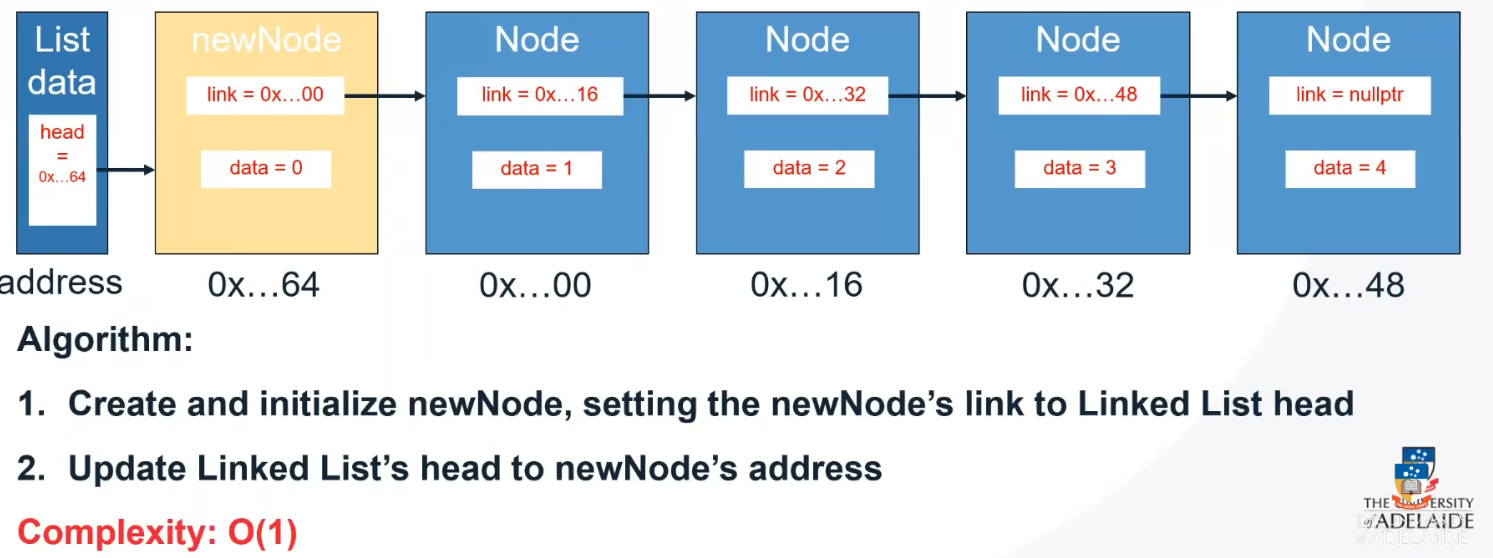 List
data
head
=
0x...64
newNode
link = 0x...00
data = 0
Node
link = 0x...16
data = 1
Node
link = 0x...32
data = 2
Node
link = 0x...48
data = 3
Node
link = nullptr
data = 4
address
0x...64
0x...00
0x...16
0x...32
0x...48
Algorithm:
1. Create and initialize newNode, setting the newNode’s link to Linked List head
2. Update Linked List’s head to newNode’s address
Complexity: O(1)
THE UNIVERSITY
of ADELAIDE